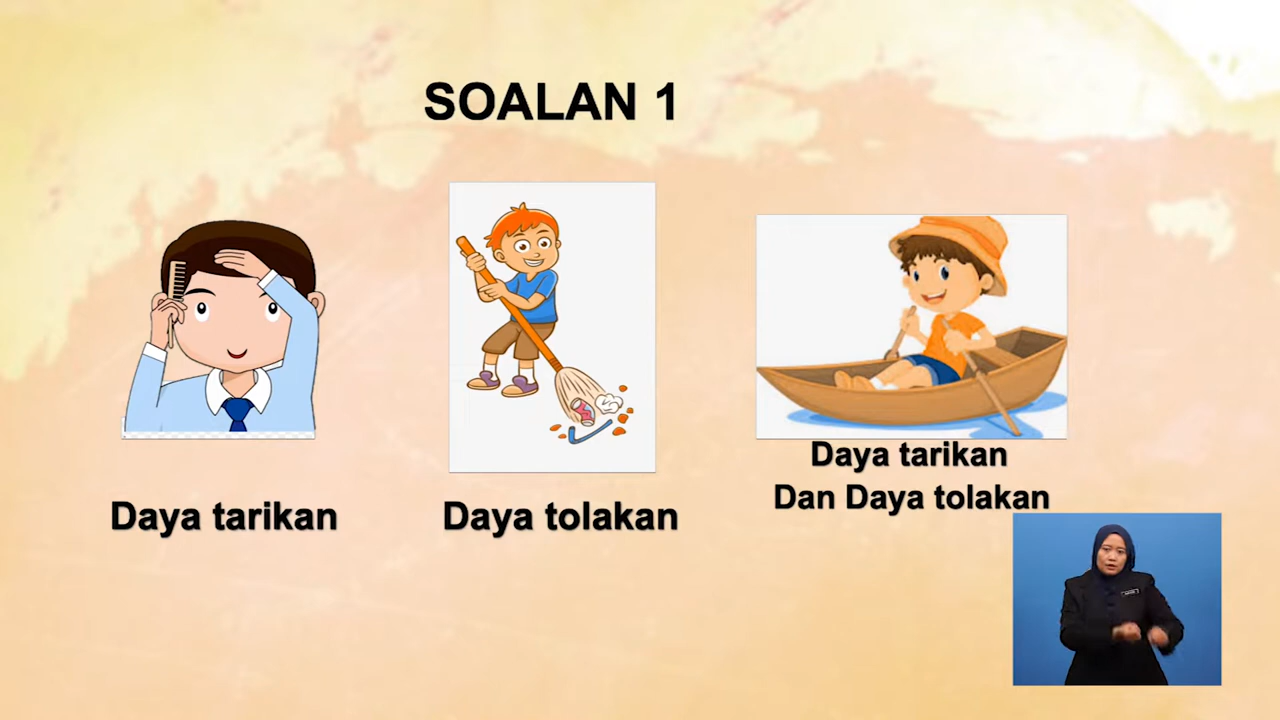 SOALAN 1
Daya tarikan
Daya tolakan
Daya tarikan
Dan Daya tolakan